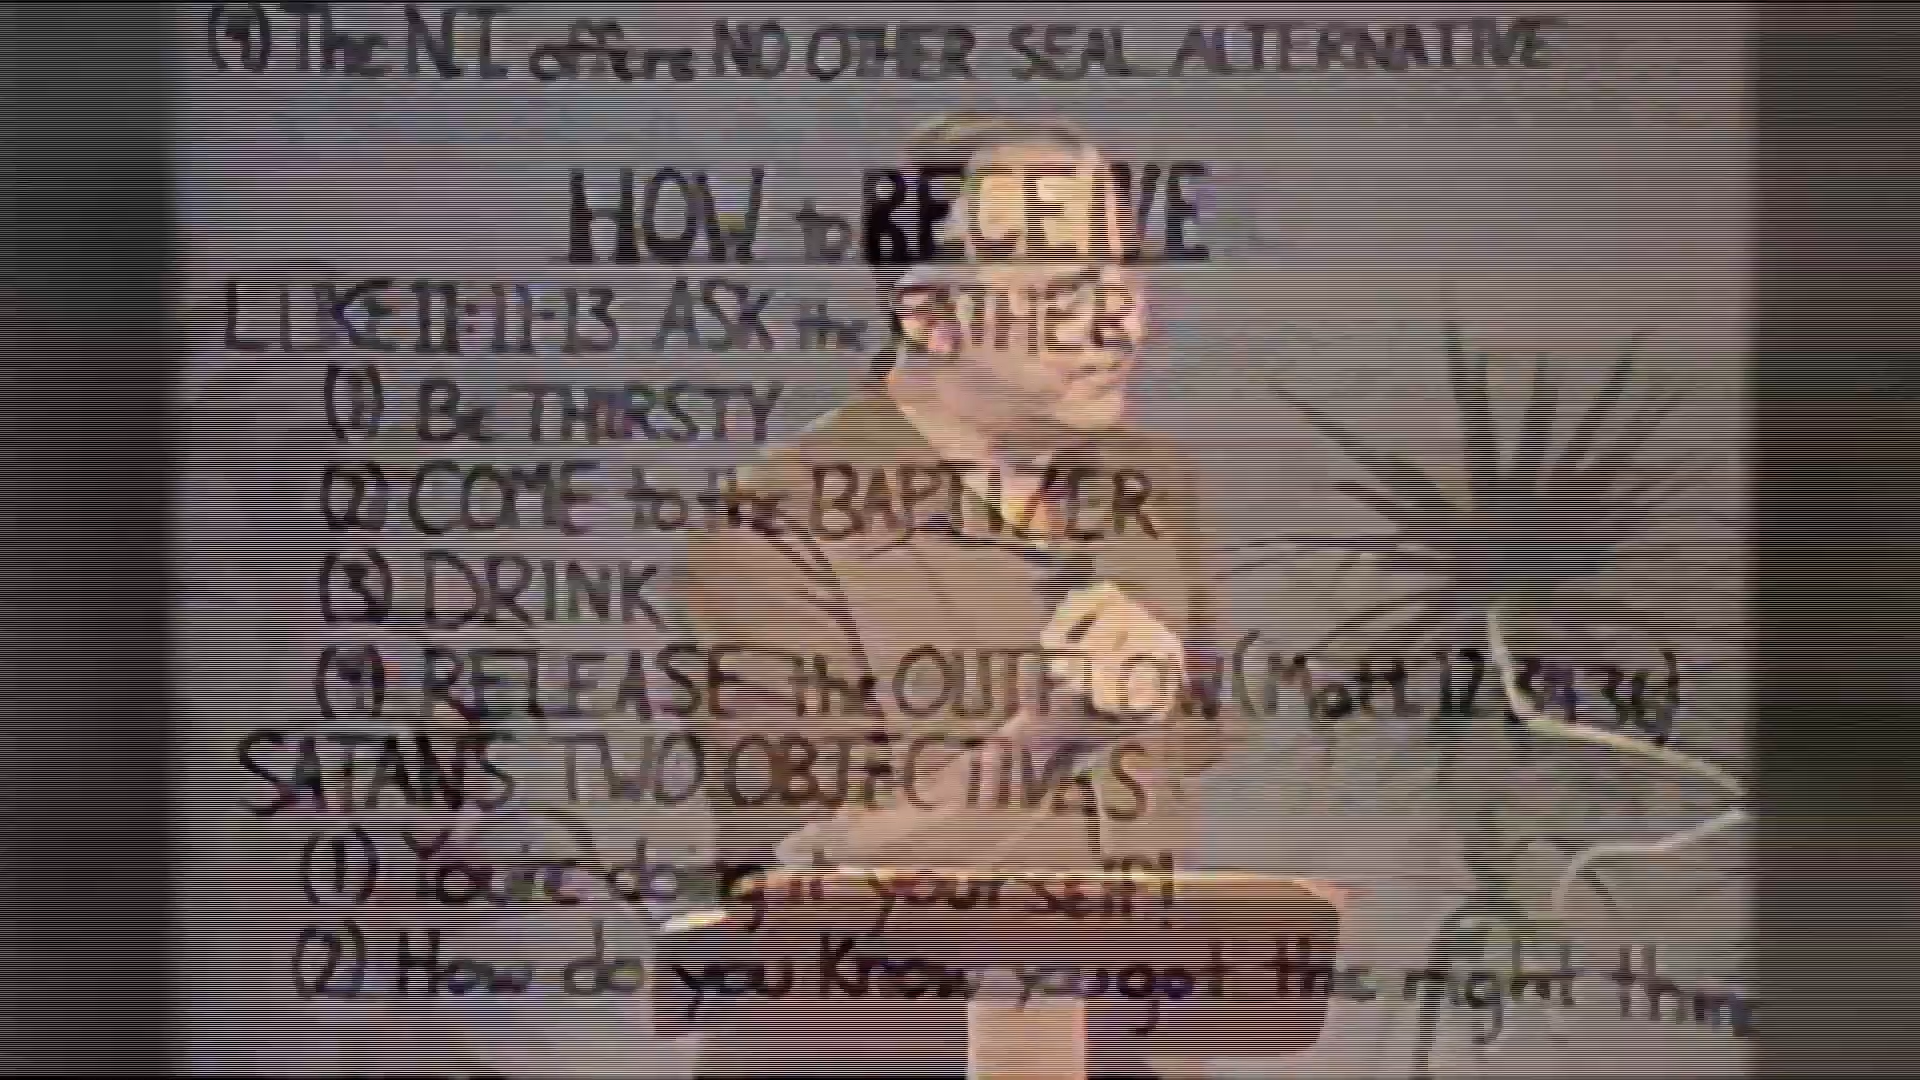 (4) The N.T. offers NO OTHER SEAL ALTERNATIVE
HOW to RECEIVE
LUKE 11:11-13 ASK the FATHER
(1) Be THIRSTY
(2) COME to the BAPTIZER
(3) DRINK
(4) RELEASE the OUTFLOW (Matt. 12:34-36)
SATANS TWO OBJECTIVES
(1) You're doing it yourself!
(2) How do you Know you got the right thing